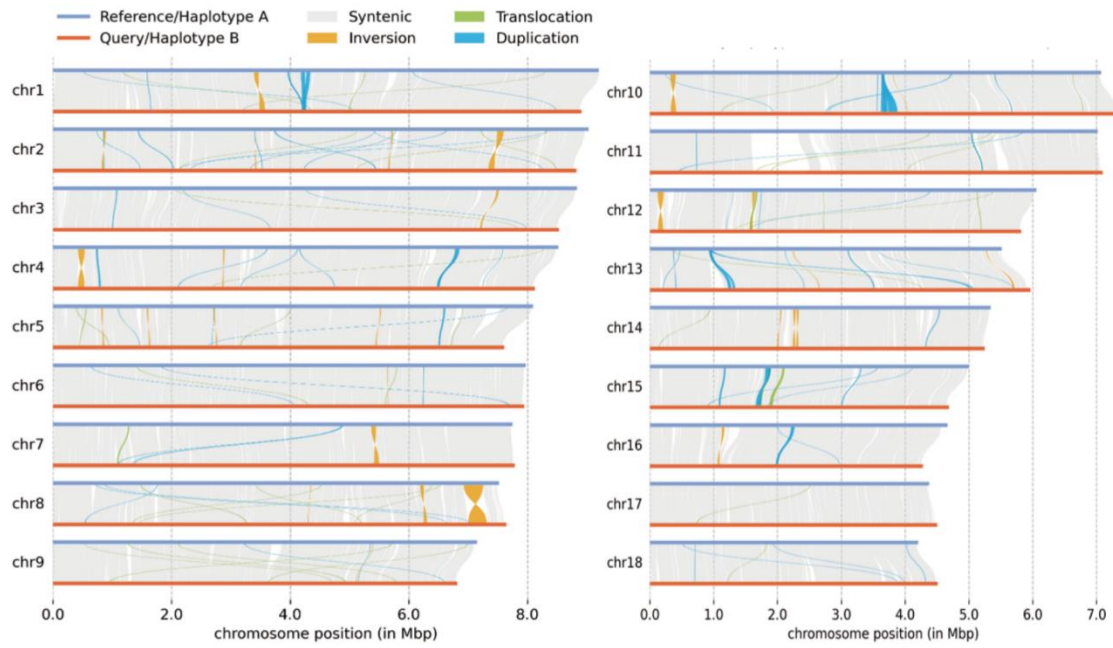 Reference/Haplotype A
Query/Haplotype B
Syntenic
Inversion
Translocation
Duplication
chr1
chr2
chr3
chr4
chr5
chr6
chr7
chr8
chr9
0.0 2.0 4.0 6.0 8.0
chromosome position (in Mbp)
chr10
chr11
chr12
chr13
chr14
chr15
chr16
chr17
chr18
0.0 1.0 2.0 3.0 4.0 5.0 6.0 7.0
chromosome position (in Mbp)